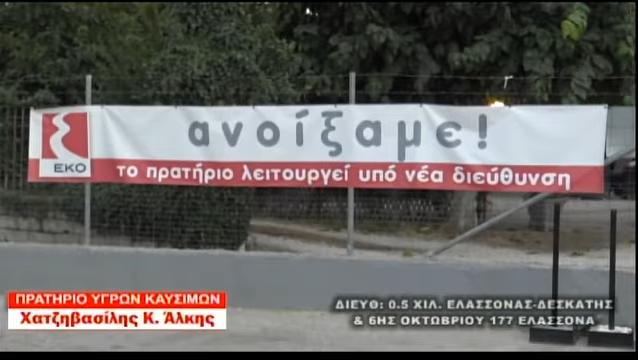 ανοίξαμε!
EKO
το πρατήριο λειτουργεί υπό νέα διεύθυνση
ΠΡΑΤΗΡΙΟ ΥΓΡΩΝ ΚΑΥΣΙΜΩΝ
Χατζηβασίλης Κ. Άλκης
ΔΙΕΥΘ: 0.5 ΧΙΛ. ΕΛΑΣΣΟΝΑΣ-ΔΕΣΚΑΤΗΣ
& 6ΗΣ ΟΚΤΩΒΡΙΟΥ 177 ΕΛΑΣΣΟΝΑ